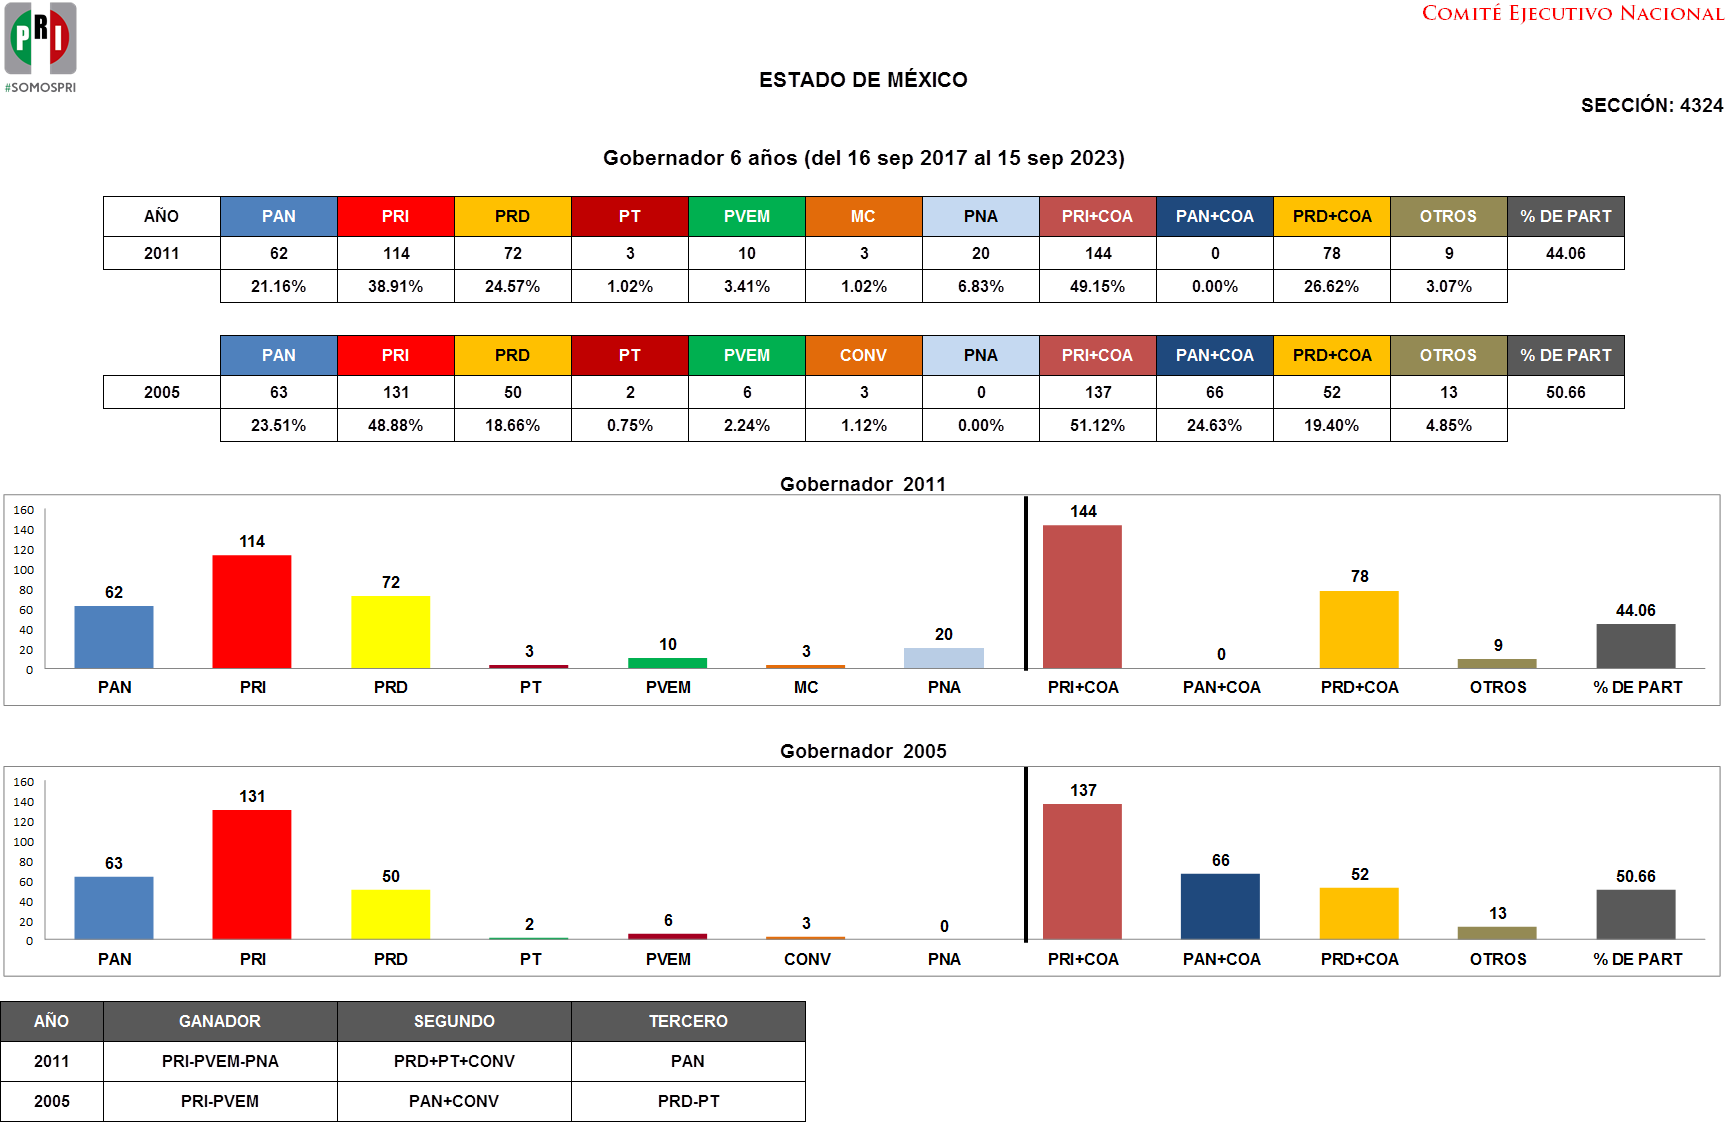 PRI
#SOMOSPRI
COMITÉ EJECUTIVO NACIONAL
ESTADO DE MÉXICO
SECCIÓN: 4324
Gobernador 6 años (del 16 sep 2017 al 15 sep 2023)
AÑO PAN PRI PRD PT PVEM MC PNA PRI+COA PAN+COA PRD+COA OTROS % DE PART
2011 62 114 72 3 10 3 20 144 0 78 9 44.06
21.16% 38.91% 24.57% 1.02% 3.41% 1.02% 6.83% 49.15% 0.00% 26.62% 3.07%
PAN PRI PRD PT PVEM CONV PNA PRI+COA PAN+COA PRD+COA OTROS % DE PART
2005 63 131 50 2 6 3 0 137 66 52 13 50.66
23.51% 48.88% 18.66% 0.75% 2.24% 1.12% 0.00% 51.12% 24.63% 19.40% 4.85%
Gobernador 2011
160
140
120
100
80
60
40
20
0
62 114 72 3 10 3 20 144 0 78 9 44.06
PAN PRI PRD PT PVEM MC PNA PRI+COA PAN+COA PRD+COA OTROS % DE PART
Gobernador 2005
160
140
120
100
80
60
40
20
0
63 131 50 2 6 3 0 137 66 52 13 50.66
PAN PRI PRD PT PVEM CONV PNA PRI+COA PAN+COA PRD+COA OTROS % DE PART
AÑO GANADOR SEGUNDO TERCERO
2011 PRI-PVEM-PNA PRD+PT+CONV PAN
2005 PRI-PVEM PAN+CONV PRD-PT